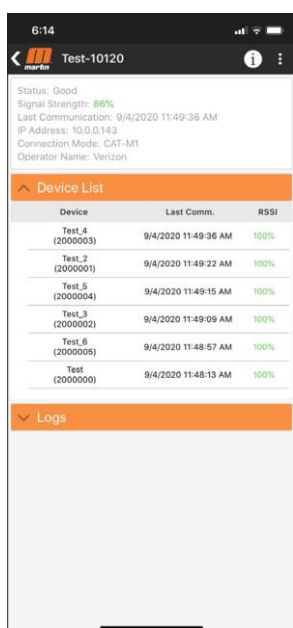 6:14
martin
Test-10120
i
Status: Good
Signal Strength: 86%
Last Communication: 9/4/2020 11:49:36 AM
IP Address: 10.0.0.143
Connection Mode: CAT-M1
Operator Name: Verizon
Device List
Device Last Comm. RSSI
Test_4
(2000003) 9/4/2020 11:49:36 AM 100%
Test_2
(2000001) 9/4/2020 11:49:22 AM 100%
Test_5
(2000004) 9/4/2020 11:49:15 AM 100%
Test_3
(2000002) 9/4/2020 11:49:09 AM 100%
Test_6
(2000005) 9/4/2020 11:48:57 AM 100%
Test
(2000000) 9/4/2020 11:48:13 AM 100%
Logs